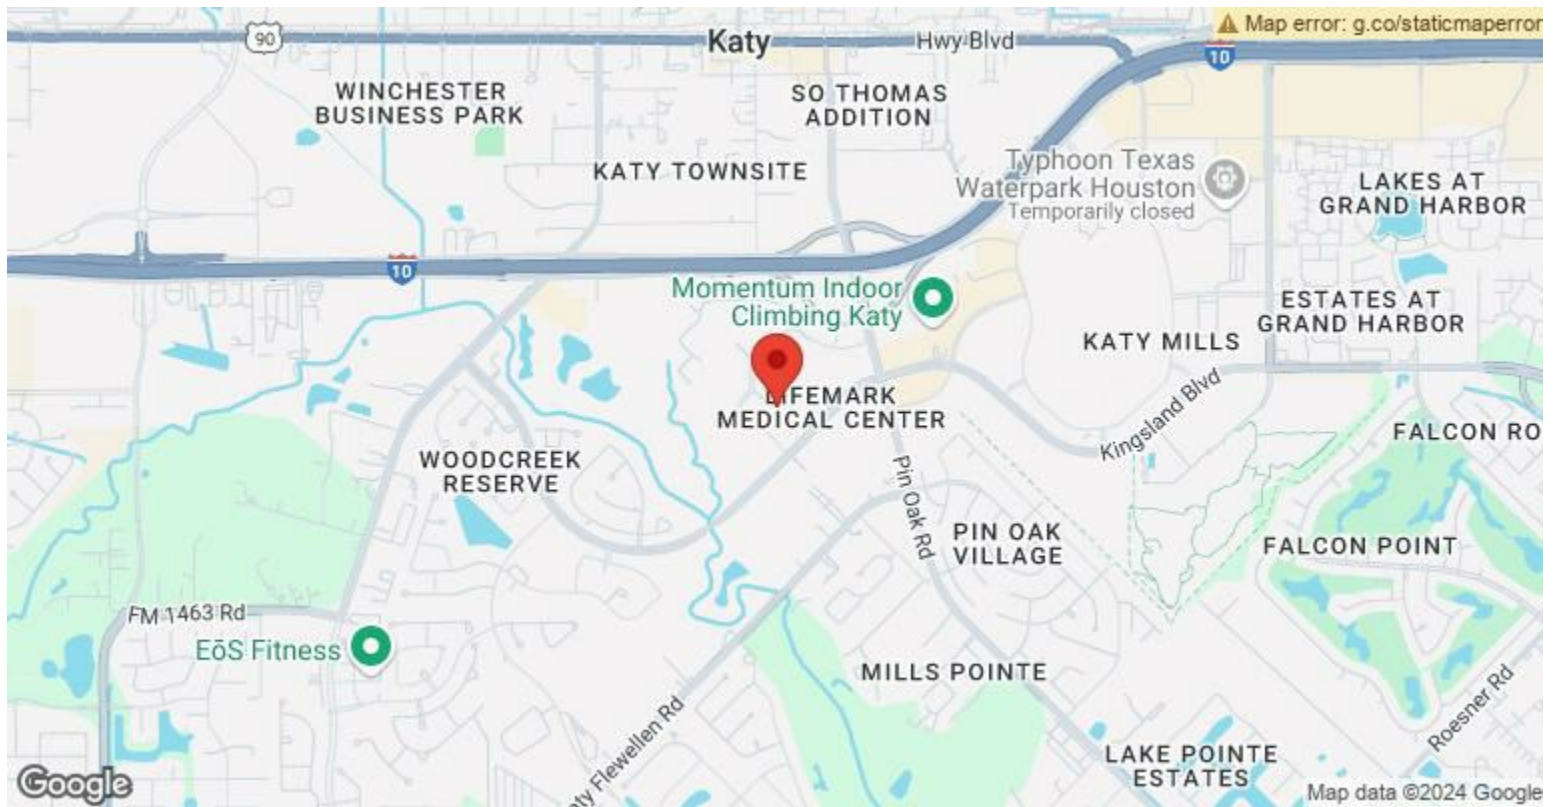 Map error: g.co/staticmaperror
90
Katy
Hwy Blvd
10
WINCHESTER
BUSINESS PARK
SO THOMAS
ADDITION
KATY TOWNSITE
Typhoon Texas
Waterpark Houston
Temporarily closed
LAKES AT
GRAND HARBOR
10
Momentum Indoor
Climbing Katy
ESTATES AT
GRAND HARBOR
KATY MILLS
LIFEMARK
MEDICAL CENTER
Kingsland Blvd
FALCON RO
WOODCREEK
RESERVE
Pin Oak Rd
PIN OAK
VILLAGE
FALCON POINT
FM 1463 Rd
EōS Fitness
MILLS POINTE
ty Flewellen Rd
Roesner Rd
LAKE POINTE
ESTATES
Google
Map data ©2024 Google